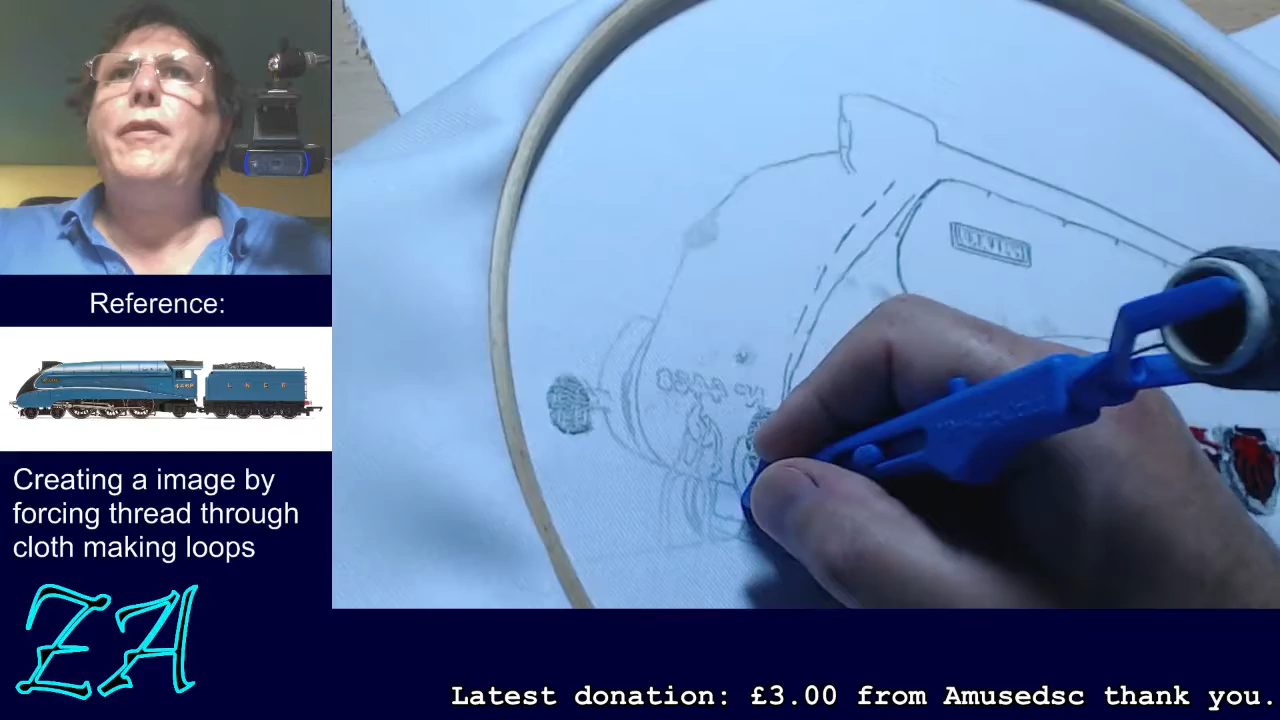 Reference:
L N E R
Creating a image by
forcing thread through
cloth making loops
ZA
Latest donation: £3.00 from Amusedsc thank you.